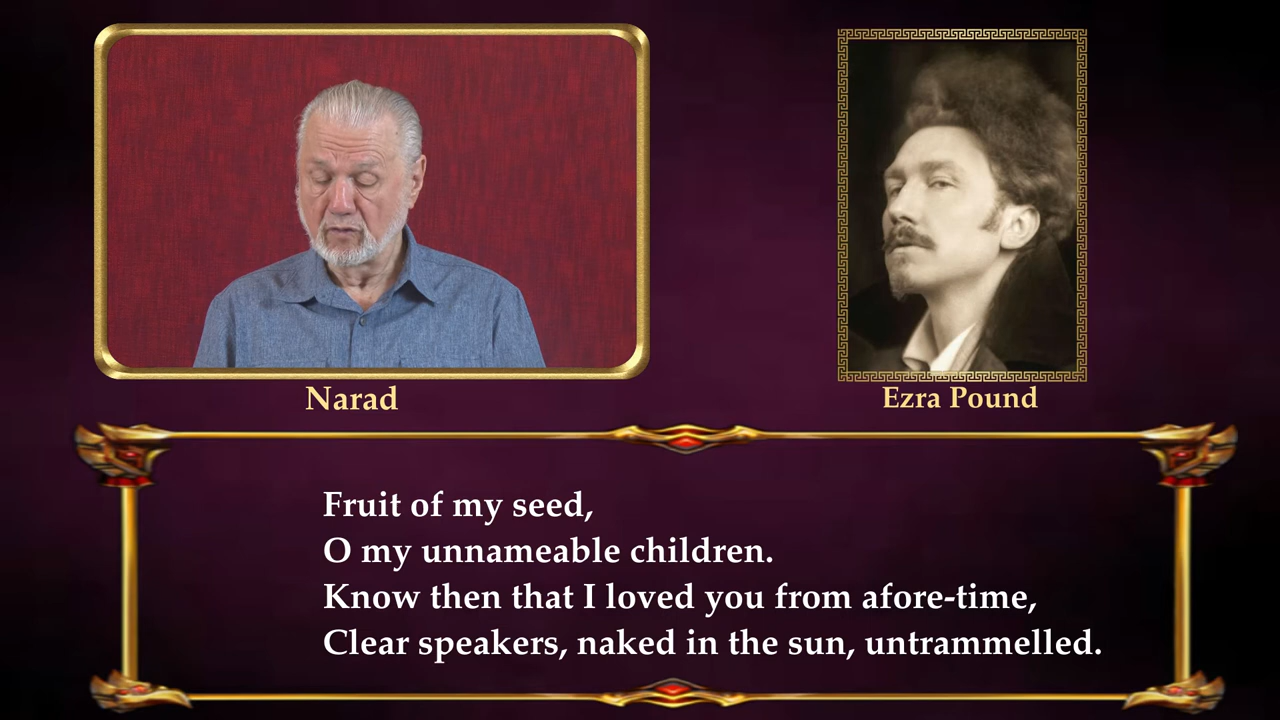 Narad
Ezra Pound
Fruit of my seed,
O my unnameable children.
Know then that I loved you from afore-time,
Clear speakers, naked in the sun, untrammelled.